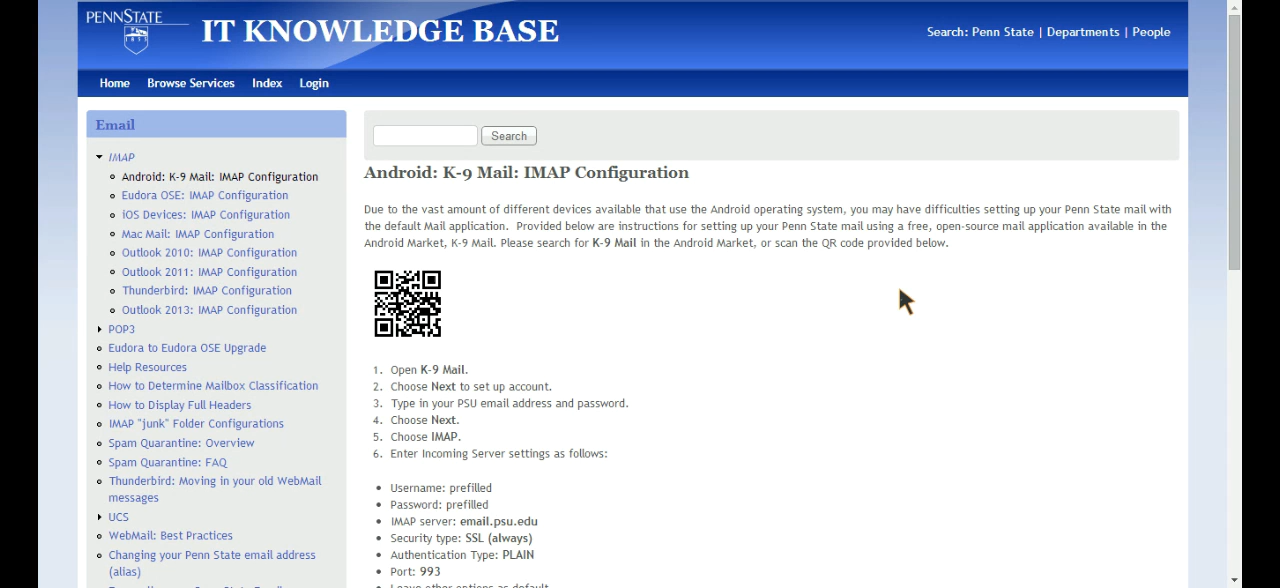 PENNSTATE
1855
IT KNOWLEDGE BASE
Search: Penn State | Departments | People
Home Browse Services Index Login
Email
IMAP
Android: K-9 Mail: IMAP Configuration
Eudora OSE: IMAP Configuration
iOS Devices: IMAP Configuration
Mac Mail: IMAP Configuration
Outlook 2010: IMAP Configuration
Outlook 2011: IMAP Configuration
Thunderbird: IMAP Configuration
Outlook 2013: IMAP Configuration
POP3
Eudora to Eudora OSE Upgrade
Help Resources
How to Determine Mailbox Classification
How to Display Full Headers
IMAP "junk" Folder Configurations
Spam Quarantine: Overview
Spam Quarantine: FAQ
Thunderbird: Moving in your old WebMail
messages
UCS
WebMail: Best Practices
Changing your Penn State email address
(alias)
Search
Android: K-9 Mail: IMAP Configuration
Due to the vast amount of different devices available that use the Android operating system, you may have difficulties setting up your Penn State mail with
the default Mail application. Provided below are instructions for setting up your Penn State mail using a free, open-source mail application available in the
Android Market, K-9 Mail. Please search for K-9 Mail in the Android Market, or scan the QR code provided below.
1. Open K-9 Mail.
2. Choose Next to set up account.
3. Type in your PSU email address and password.
4. Choose Next.
5. Choose IMAP.
6. Enter Incoming Server settings as follows:
Username: prefilled
Password: prefilled
IMAP server: email.psu.edu
Security type: SSL (always)
Authentication Type: PLAIN
Port: 993
Leave other options as default